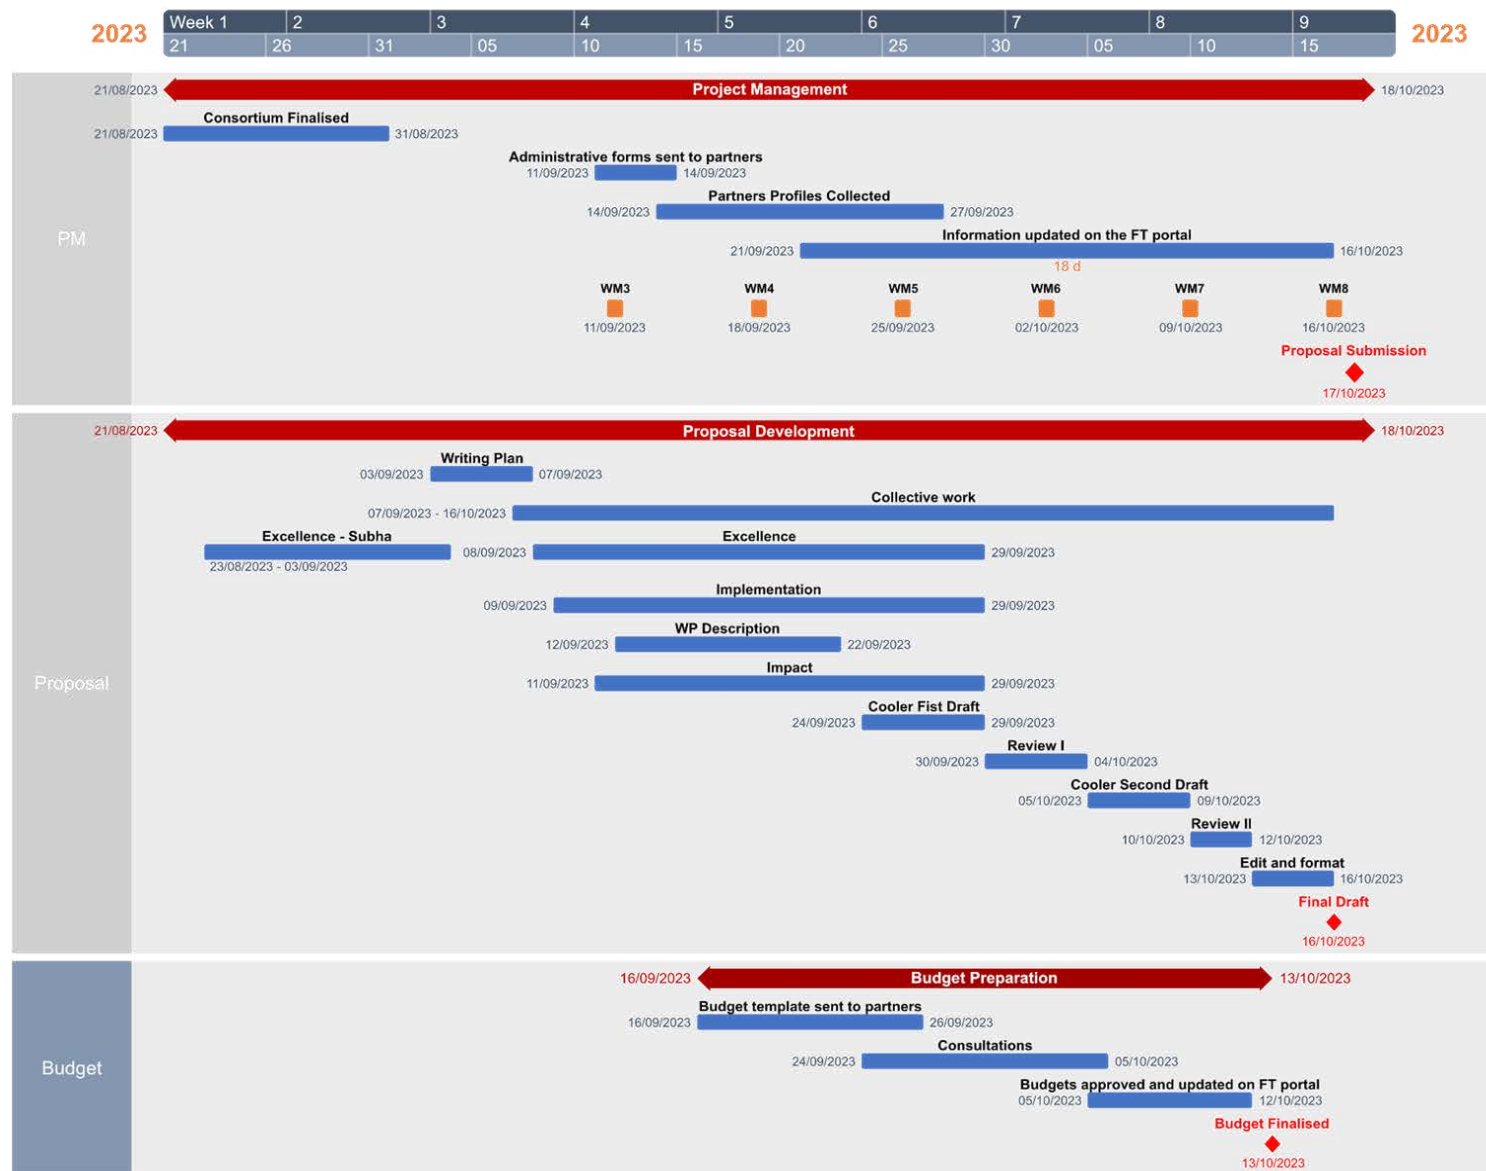 2023
Week 1 2 3 4 5 6 7 8 9
21 26 31 05 10 15 20 25 30 05 10 15
2023
PM
21/08/2023 Project Management 18/10/2023
Consortium Finalised
21/08/2023 31/08/2023
Administrative forms sent to partners
11/09/2023 14/09/2023
Partners Profiles Collected
14/09/2023 27/09/2023
Information updated on the FT portal
21/09/2023 16/10/2023
18 d
WM3 WM4 WM5 WM6 WM7 WM8
11/09/2023 18/09/2023 25/09/2023 02/10/2023 09/10/2023 16/10/2023
Proposal Submission
17/10/2023
Proposal
21/08/2023 Proposal Development 18/10/2023
Writing Plan
03/09/2023 07/09/2023
Collective work
07/09/2023 - 16/10/2023
Excellence - Subha Excellence
08/09/2023 29/09/2023
23/08/2023 - 03/09/2023
Implementation
09/09/2023 29/09/2023
WP Description
12/09/2023 22/09/2023
Impact
11/09/2023 29/09/2023
Cooler Fist Draft
24/09/2023 29/09/2023
Review I
30/09/2023 04/10/2023
Cooler Second Draft
05/10/2023 09/10/2023
Review II
10/10/2023 12/10/2023
Edit and format
13/10/2023 16/10/2023
Final Draft
16/10/2023
Budget
16/09/2023 Budget Preparation 13/10/2023
Budget template sent to partners
16/09/2023 26/09/2023
Consultations
24/09/2023 05/10/2023
Budgets approved and updated on FT portal
05/10/2023 12/10/2023
Budget Finalised
13/10/2023